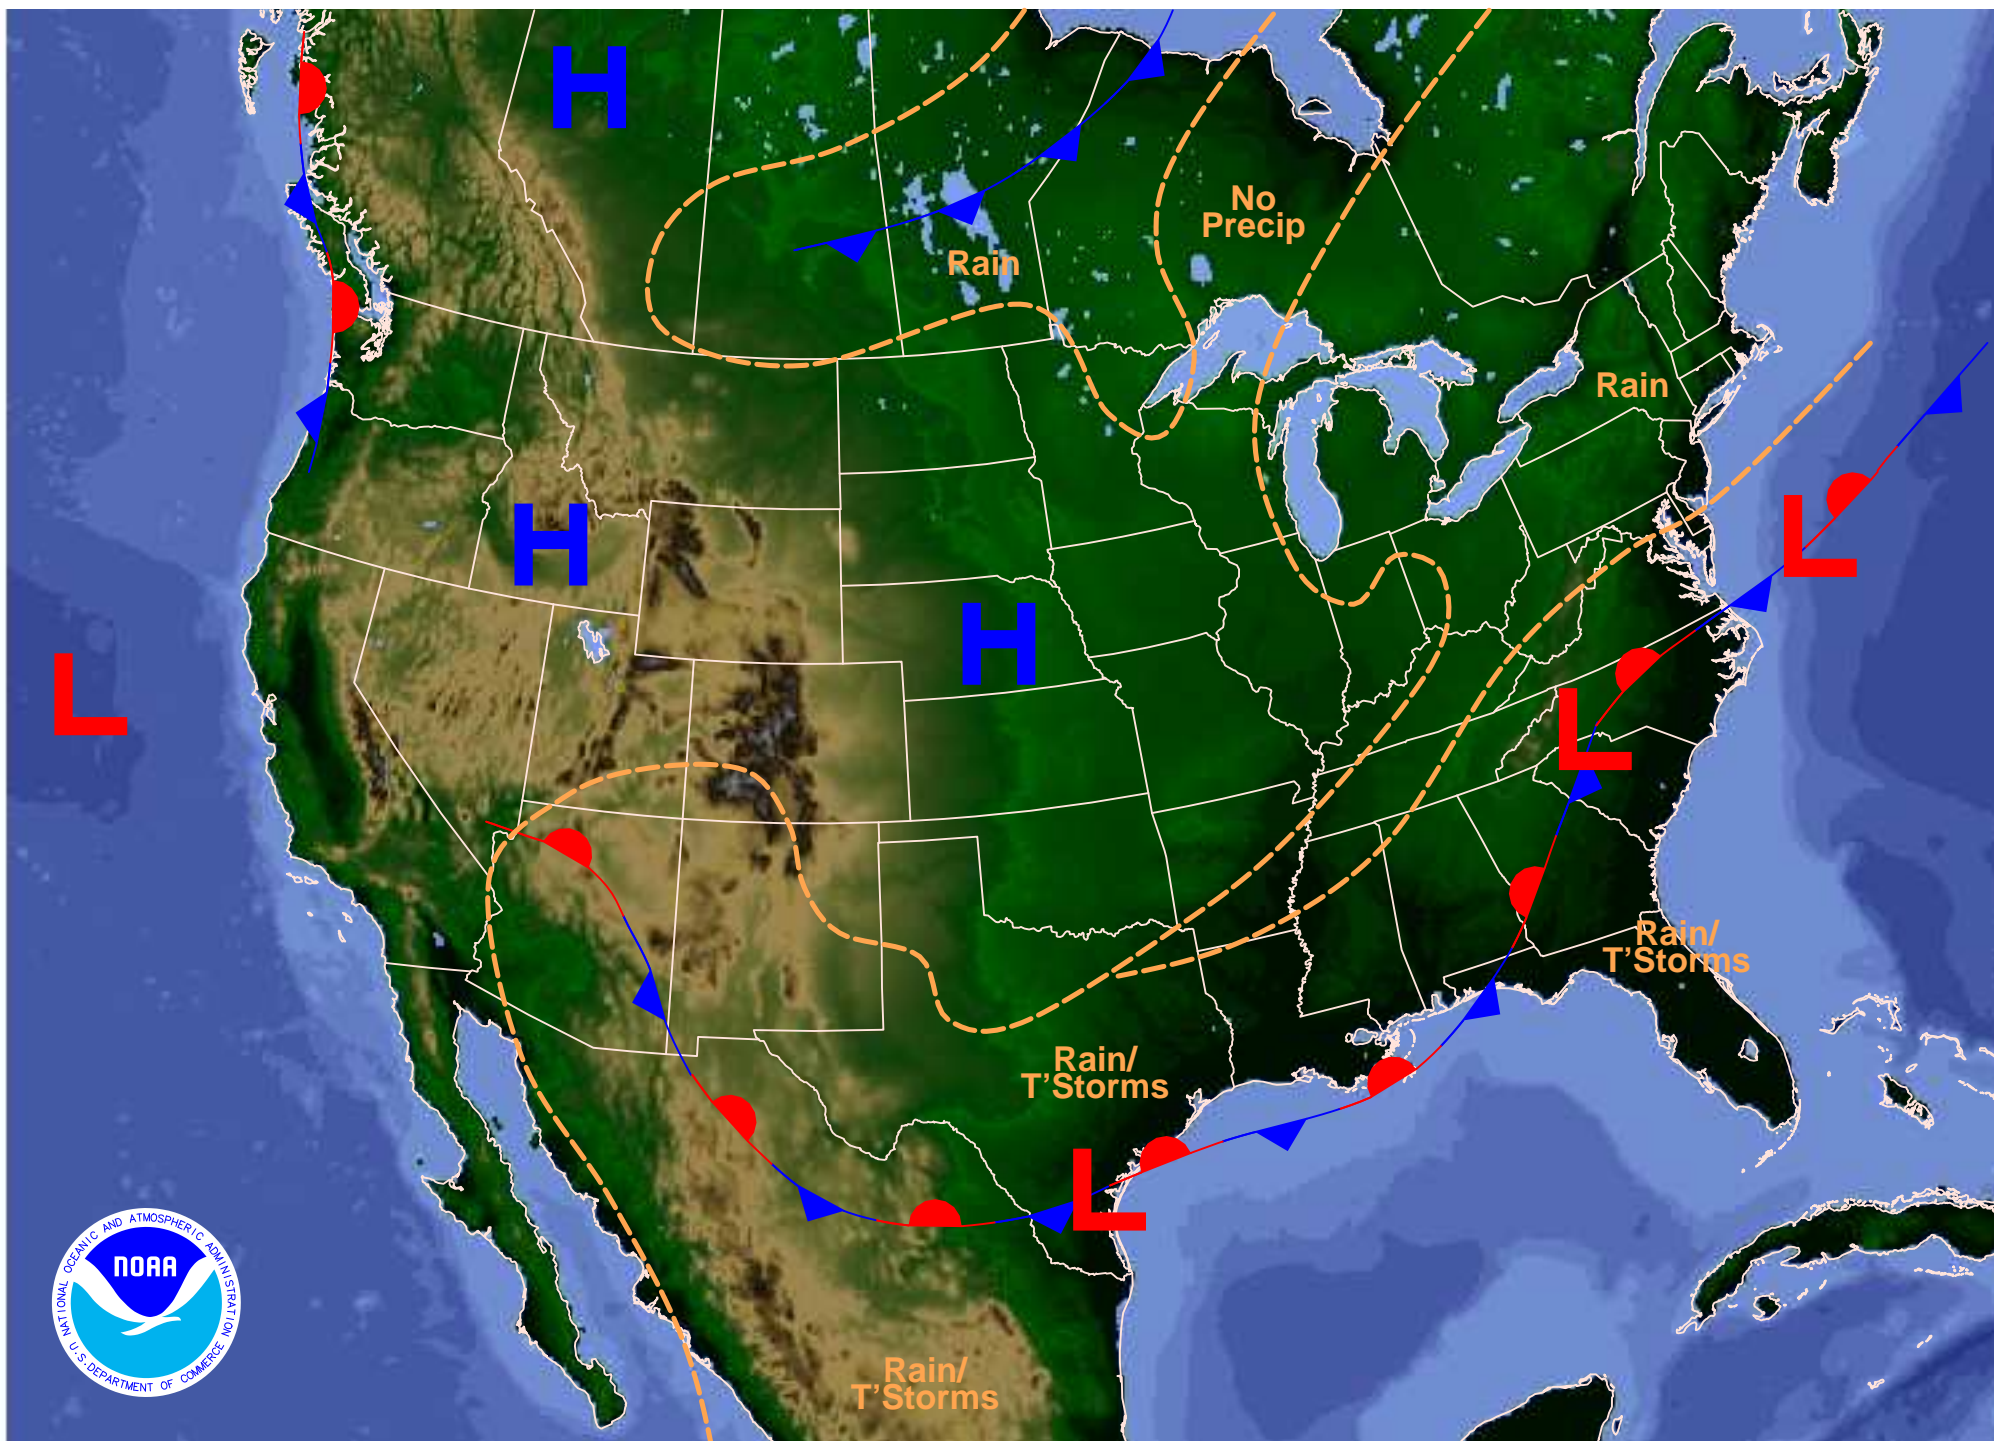 H
No
Precip
Rain
Rain
L
H
H
L
L
Rain/
T'Storms
Rain/
T'Storms
L
NATIONAL OCEANIC AND ATMOSPHERIC ADMINISTRATION
NOAA
U.S. DEPARTMENT OF COMMERCE
Rain/
T'Storms